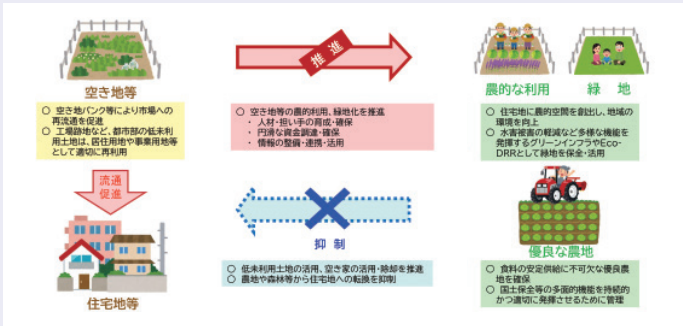 推進
空き地等
農的な利用
緑地
○ 空き地バンク等により市場への
再流通を促進
○ 工場跡地など、都市部の低未利
用土地は、居住用地や事業用地等
として適切に再利用
○ 空き地等の農的利用、緑地化を推進
・ 人材・担い手の育成・確保
・ 円滑な資金調達・確保
・ 情報の整備・連携・活用
○ 住宅地に農的空間を創出し、地域の
環境を向上
○ 水害被害の軽減など多様な機能を
発揮するグリーンインフラやEco-
DRRとして緑地を保全・活用
流通
促進
抑制
優良な農地
○ 低未利用土地の活用、空き家の活用・除却を推進
○ 農地や森林等から住宅地への転換を抑制
○ 食料の安定供給に不可欠な優良農
地を確保
○ 国土保全等の多面的機能を持続的
かつ適切に発揮させるために管理
住宅地等